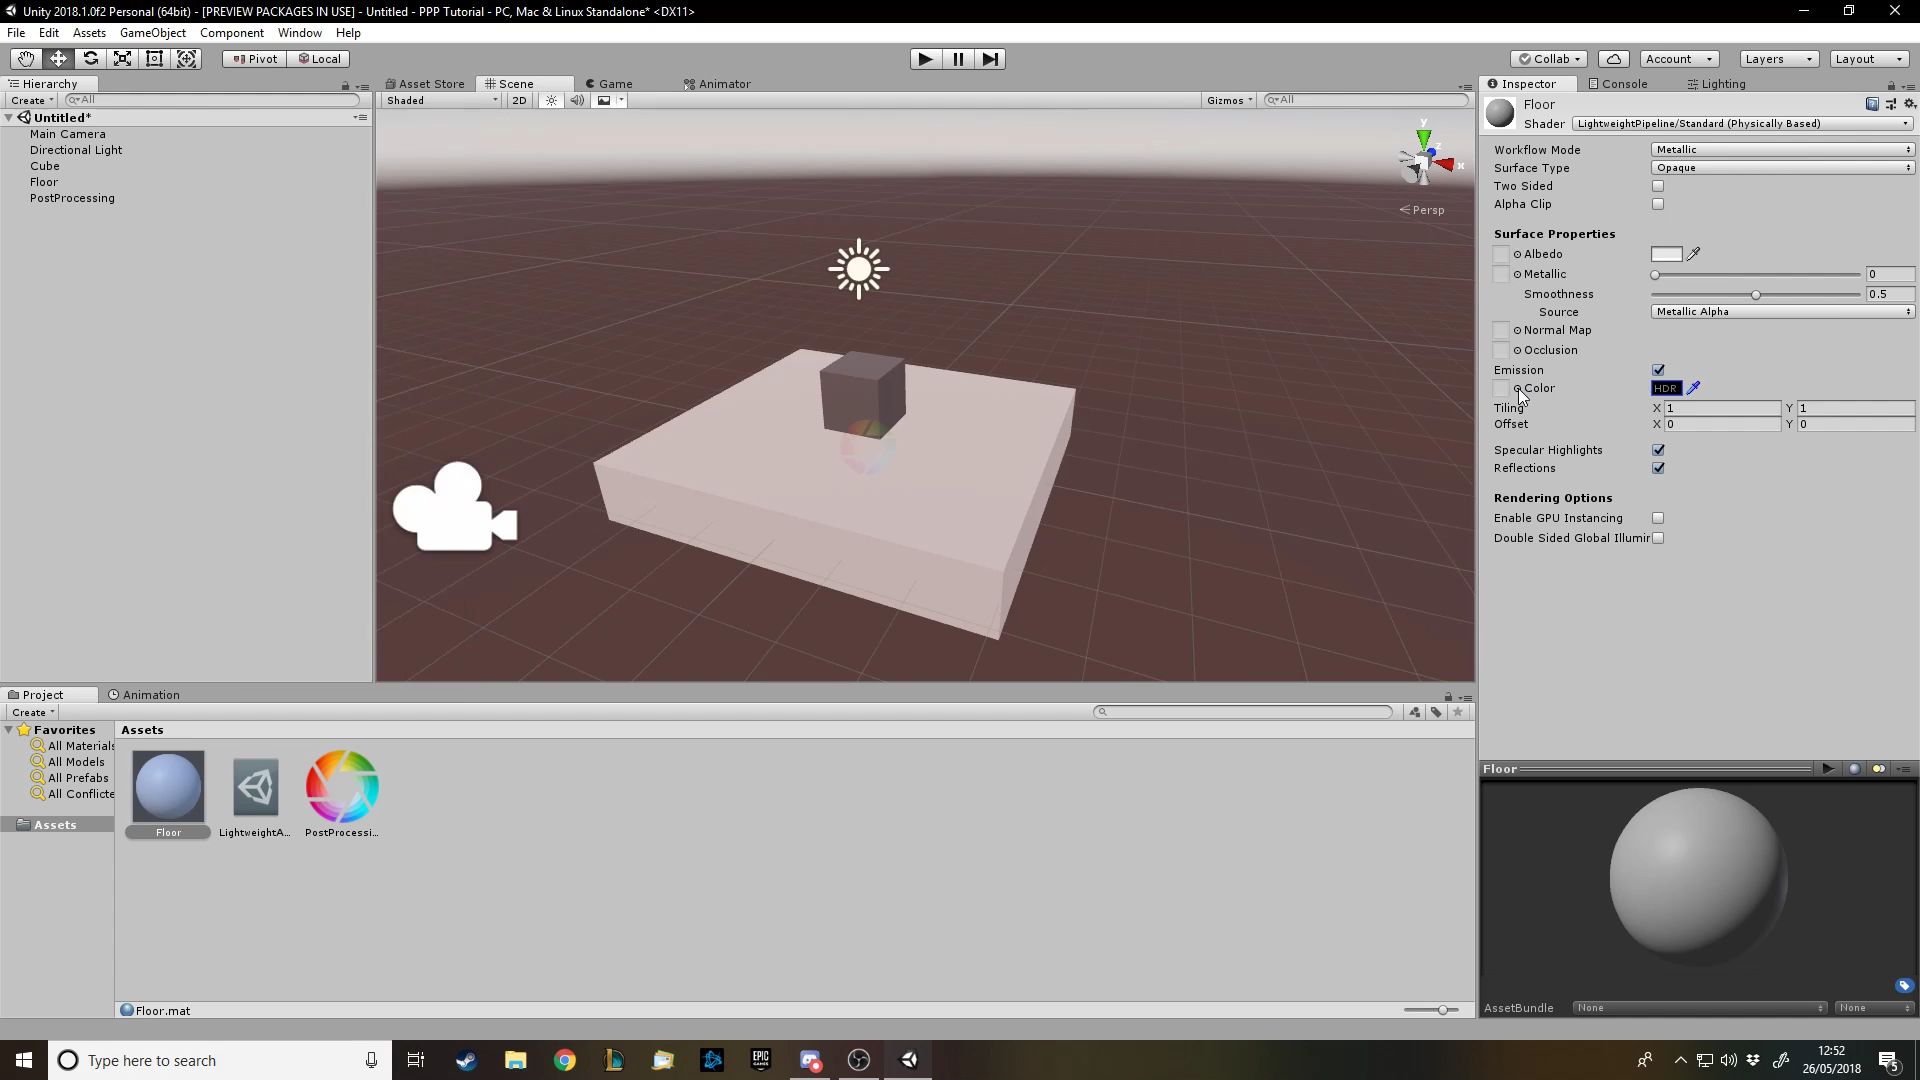 Unity 2018.1.0f2 Personal (64bit) - [PREVIEW PACKAGES IN USE] - Untitled - PPP Tutorial - PC, Mac & Linux Standalone* <DX11>
File Edit Assets GameObject Component Window Help
Pivot Local Collab Account Layers Layout
Hierarchy
Create All
Untitled*
Main Camera
Directional Light
Cube
Floor
PostProcessing
Asset Store Scene Game Animator
Shaded 2D Gizmos All
y
z
x
Persp
Inspector Console Lighting
Floor
Shader LightweightPipeline/Standard (Physically Based)
Workflow Mode Metallic
Surface Type Opaque
Two Sided
Alpha Clip
Surface Properties
Albedo
Metallic 0
Smoothness 0.5
Source Metallic Alpha
Normal Map
Occlusion
Emission
Color HDR
Tiling X 1 Y 1
Offset X 0 Y 0
Specular Highlights
Reflections
Rendering Options
Enable GPU Instancing
Double Sided Global Illumir
Project Animation
Create
Favorites
All Materials
All Models
All Prefabs
All Conflicte
Assets
Assets
Floor LightweightA... PostProcessi...
Floor.mat
Floor
AssetBundle None None
Type here to search
EPIC GAMES
12:52
26/05/2018
5